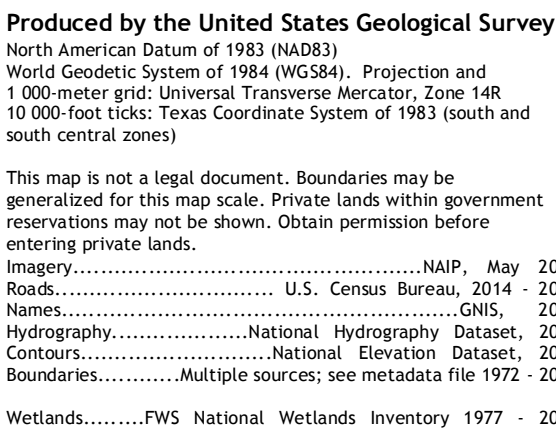 Produced by the United States Geological Survey
North American Datum of 1983 (NAD83)
World Geodetic System of 1984 (WGS84). Projection and
1 000-meter grid: Universal Transverse Mercator, Zone 14R
10 000-foot ticks: Texas Coordinate System of 1983 (south and
south central zones)
This map is not a legal document. Boundaries may be
generalized for this map scale. Private lands within government
reservations may not be shown. Obtain permission before
entering private lands.
Imagery..................................................NAIP, May 20
Roads................................ U.S. Census Bureau, 2014 - 20
Names.........................................................GNIS, 20
Hydrography....................National Hydrography Dataset, 20
Contours............................National Elevation Dataset, 20
Boundaries............Multiple sources; see metadata file 1972 - 20
Wetlands.........FWS National Wetlands Inventory 1977 - 20